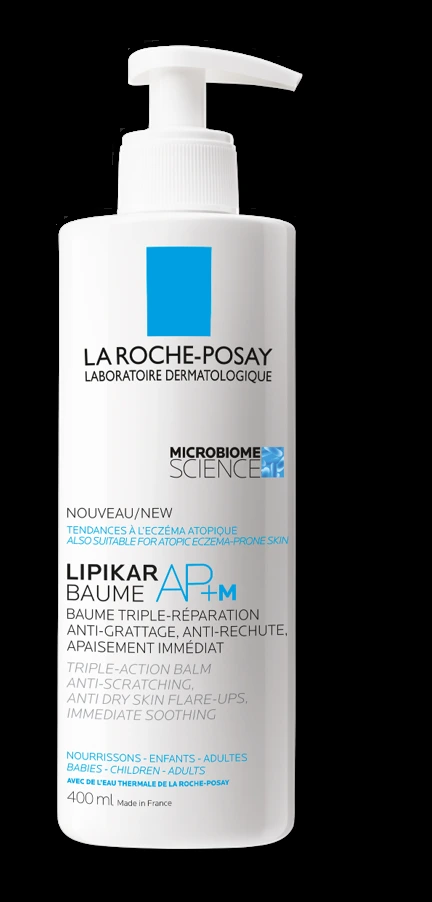 LA ROCHE-POSAY
LABORATOIRE DERMATOLOGIQUE
MICROBIOME
SCIENCE
NOUVEAU/NEW
TENDANCES À L'ECZÉMA ATOPIQUE
ALSO SUITABLE FOR ATOPIC ECZEMA-PRONE SKIN
LIPIKAR
BAUME AP+M
BAUME TRIPLE-RÉPARATION
ANTI-GRATTAGE, ANTI-RECHUTE,
APAISEMENT IMMÉDIAT
TRIPLE-ACTION BALM
ANTI-SCRATCHING,
ANTI DRY SKIN FLARE-UPS,
IMMEDIATE SOOTHING
NOURRISSONS - ENFANTS - ADULTES
BABIES - CHILDREN - ADULTS
AVEC DE L'EAU THERMALE DE LA ROCHE-POSAY
400 ml Made in France